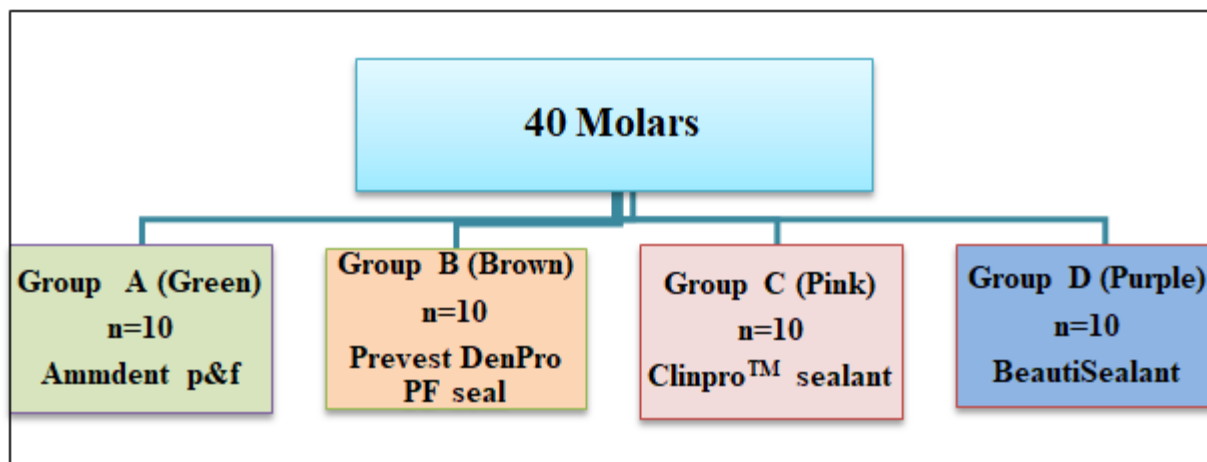 40 Molars
Group A (Green)
n=10
Ammdent p&f
Group B (Brown)
n=10
Prevest DenPro
PF seal
Group C (Pink)
n=10
Clinpro™ sealant
Group D (Purple)
n=10
BeautiSealant